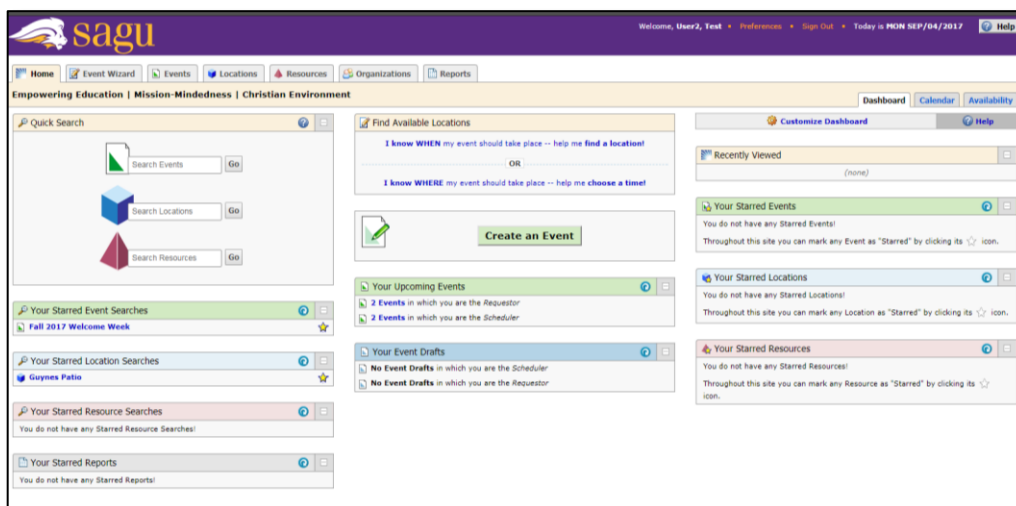 sagu
Welcome, User2, Test • Preferences • Sign Out • Today is MON SEP/04/2017 Help
Home Event Wizard Events Locations Resources Organizations Reports
Empowering Education | Mission-Mindedness | Christian Environment
Dashboard Calendar Availability
Quick Search
Search Events Go
Search Locations Go
Search Resources Go
Your Starred Event Searches
Fall 2017 Welcome Week
Your Starred Location Searches
Guynes Patio
Your Starred Resource Searches
You do not have any Starred Resource Searches!
Your Starred Reports
You do not have any Starred Reports!
Find Available Locations
I know WHEN my event should take place -- help me find a location!
OR
I know WHERE my event should take place -- help me choose a time!
Create an Event
Your Upcoming Events
2 Events in which you are the Requestor
2 Events in which you are the Scheduler
Your Event Drafts
No Event Drafts in which you are the Scheduler
No Event Drafts in which you are the Requestor
Customize Dashboard Help
Recently Viewed
(none)
Your Starred Events
You do not have any Starred Events!
Throughout this site you can mark any Event as "Starred" by clicking its icon.
Your Starred Locations
You do not have any Starred Locations!
Throughout this site you can mark any Location as "Starred" by clicking its icon.
Your Starred Resources
You do not have any Starred Resources!
Throughout this site you can mark any Resource as "Starred" by clicking its
icon.